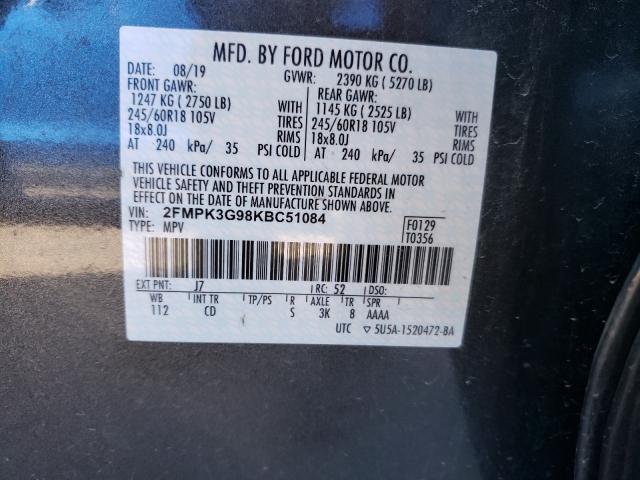 MFD. BY FORD MOTOR CO.
DATE: 08/19 GVWR: 2390 KG (5270 LB)
FRONT GAWR: REAR GAWR:
1247 KG (2750 LB) WITH 1145 KG (2525 LB) WITH
245/60R18 105V TIRES 245/60R18 105V TIRES
18x8.0J RIMS 18x8.0J RIMS
AT 240 kPa/ 35 PSI COLD AT 240 kPa/ 35 PSI COLD
THIS VEHICLE CONFORMS TO ALL APPLICABLE FEDERAL MOTOR
VEHICLE SAFETY AND THEFT PREVENTION STANDARDS IN
EFFECT ON THE DATE OF MANUFACTURE SHOWN ABOVE.
VIN: 2FMPK3G98KBC51084 F0129
TYPE: MPV T0356
EXT PNT: J7 RC: 52 DSO:
WB INT TR TP/PS R AXLE TR SPR
112 CD S 3K 8 AAAA
UTC ▽ 5U5A-1520472-BA